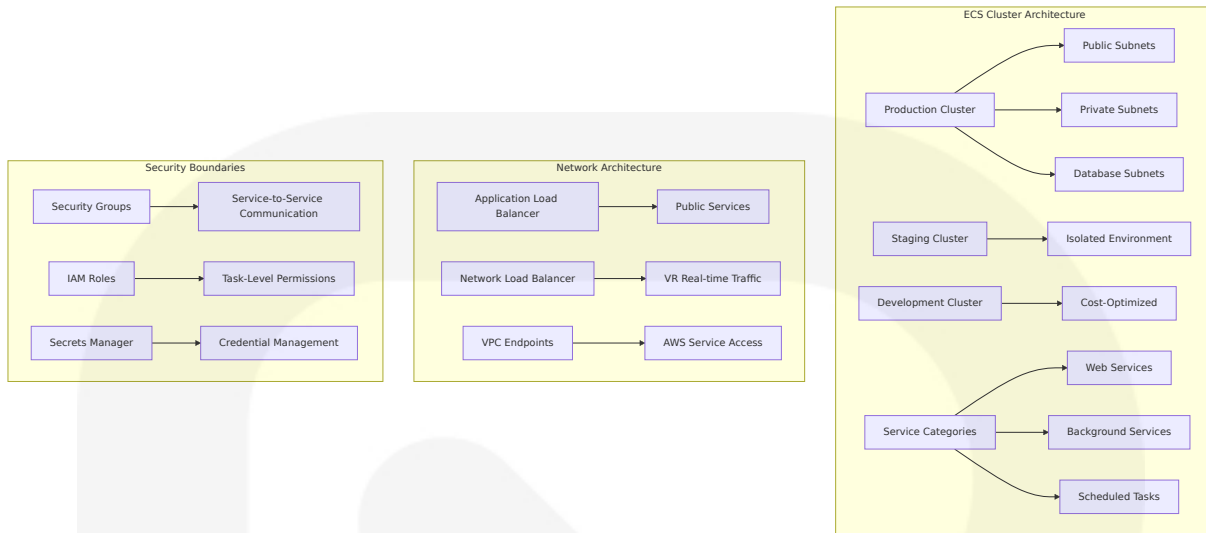 Security Boundaries
Security Groups
Service-to-Service
Communication
IAM Roles
Task-Level Permissions
Secrets Manager
Credential Management
Network Architecture
Application Load
Balancer
Public Services
Network Load Balancer
VR Real-time Traffic
VPC Endpoints
AWS Service Access
ECS Cluster Architecture
Production Cluster
Public Subnets
Private Subnets
Database Subnets
Staging Cluster
Isolated Environment
Development Cluster
Cost-Optimized
Service Categories
Web Services
Background Services
Scheduled Tasks